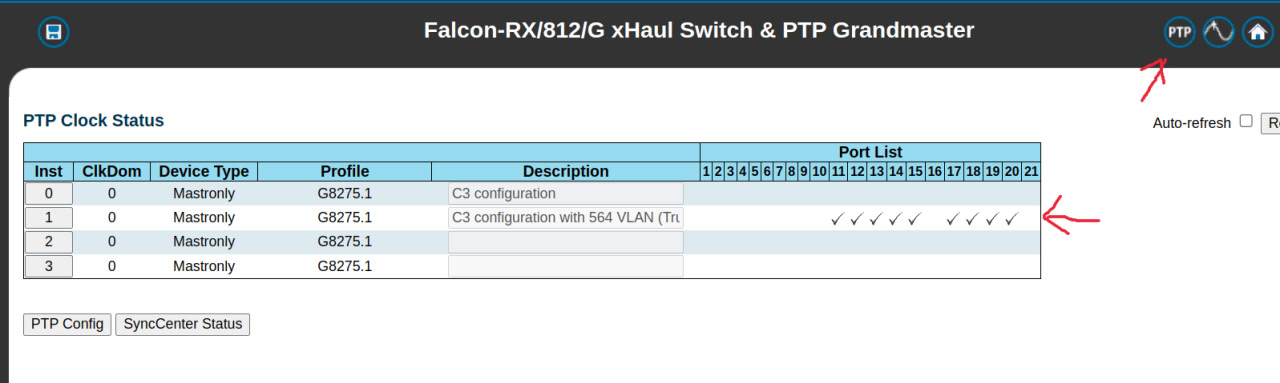 Falcon-RX/812/G xHaul Switch & PTP Grandmaster
PTP
PTP Clock Status
Auto-refresh
Port List
Inst ClkDom Device Type Profile Description 1 2 3 4 5 6 7 8 9 10 11 12 13 14 15 16 17 18 19 20 21
0 0 Mastronly G8275.1 C3 configuration
1 0 Mastronly G8275.1 C3 configuration with 564 VLAN (Tru ✓ ✓ ✓ ✓ ✓ ✓ ✓ ✓ ✓
2 0 Mastronly G8275.1
3 0 Mastronly G8275.1
PTP Config SyncCenter Status